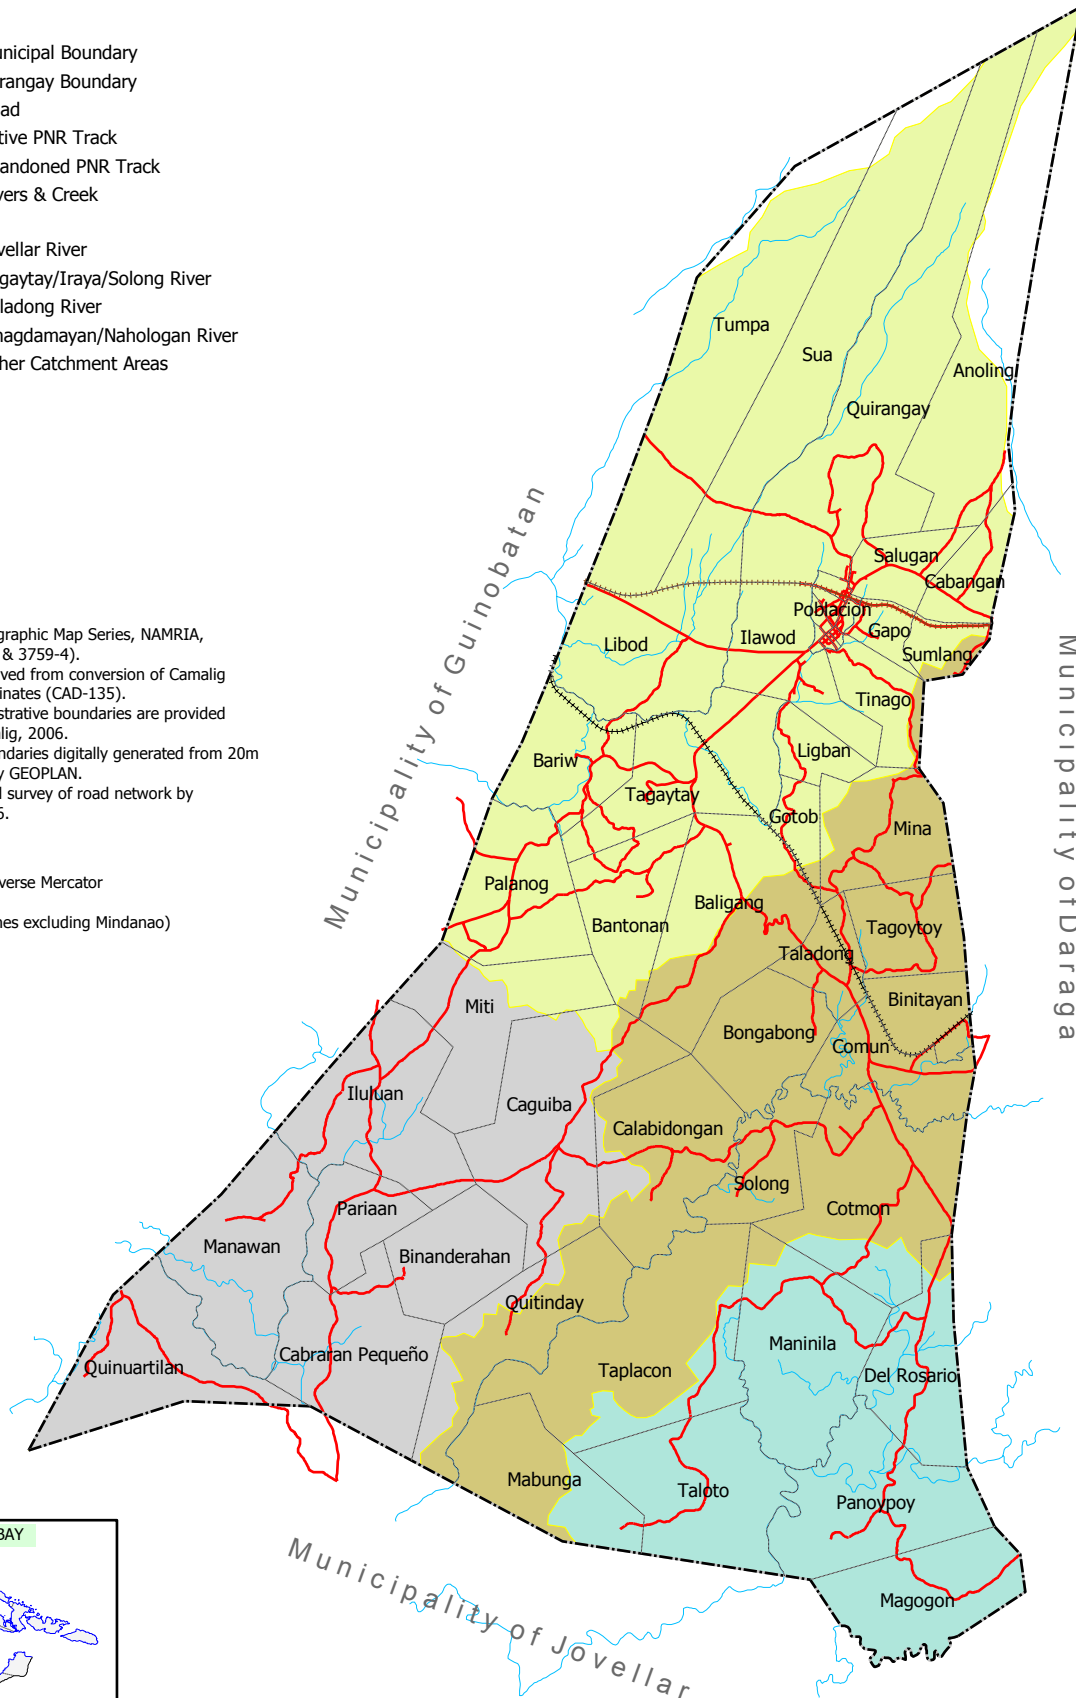 unicipal Boundary
rangay Boundary
ad
tive PNR Track
andoned PNR Track
vers & Creek
vellar River
gaytay/Iraya/Solong River
ladong River
nagdamayan/Nahologan River
her Catchment Areas
graphic Map Series, NAMRIA,
& 3759-4).
ved from conversion of Camalig
dinates (CAD-135).
strative boundaries are provided
alig, 2006.
ndaries digitally generated from 20m
y GEOPLAN.
d survey of road network by
6.
verse Mercator
nes excluding Mindanao)
BAY
Municipality of Guinobatan
Municipality of Daraga
Municipality of Jovellar
Tumpa
Sua
Anoling
Quirangay
Salugan
Cabangan
Poblacion
Gapo
Ilawod
Libod
Sumlang
Tinago
Ligban
Bariw
Tagaytay
Gotob
Mina
Palanog
Baligang
Bantonan
Tagoytoy
Taladong
Binitayan
Miti
Bongabong
Comun
Iluluan
Caguiba
Calabidongan
Solong
Pariaan
Cotmon
Manawan
Binanderahan
Quitinday
Maninila
Cabraran Pequeño
Quinuartilan
Taplacon
Del Rosario
Mabunga
Taloto
Panoypoy
Magogon